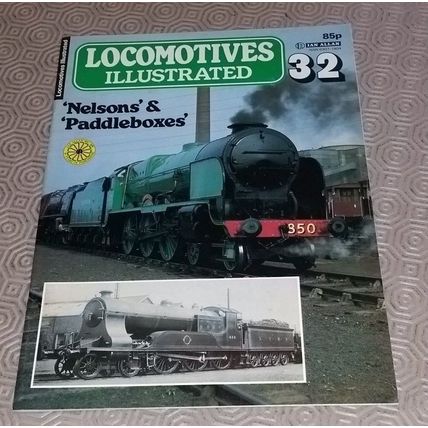 Locomotives Illustrated
LOCOMOTIVES
ILLUSTRATED
85p
IAN ALLAN
32
'Nelsons' &
'Paddleboxes'
850